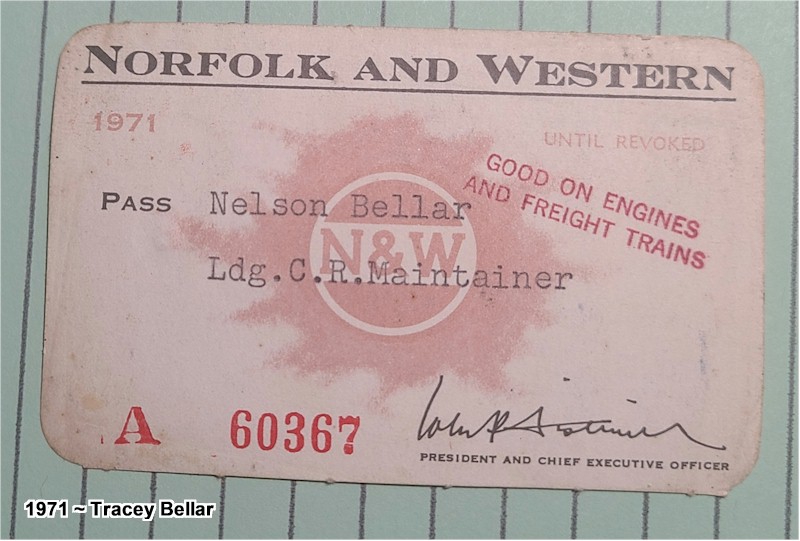 NORFOLK AND WESTERN
1971
UNTIL REVOKED
GOOD ON ENGINES
AND FREIGHT TRAINS
PASS Nelson Bellar
N&W
Ldg.C.R.Maintainer
A 60367
PRESIDENT AND CHIEF EXECUTIVE OFFICER
1971 ~ Tracey Bellar